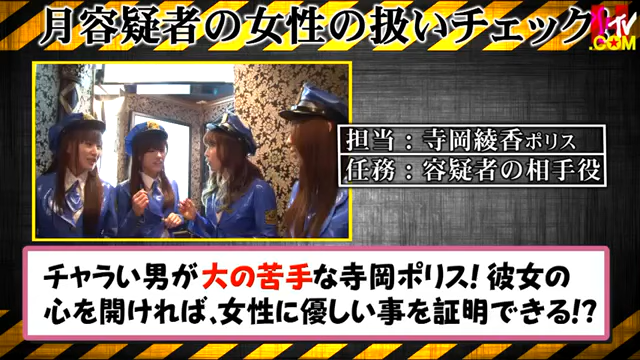 月容疑者の女性の扱いチェック
TV
.COM
担当：寺岡綾香ポリス
任務：容疑者の相手役
チャラい男が大の苦手な寺岡ポリス！彼女の
心を開ければ、女性に優しい事を証明できる!?